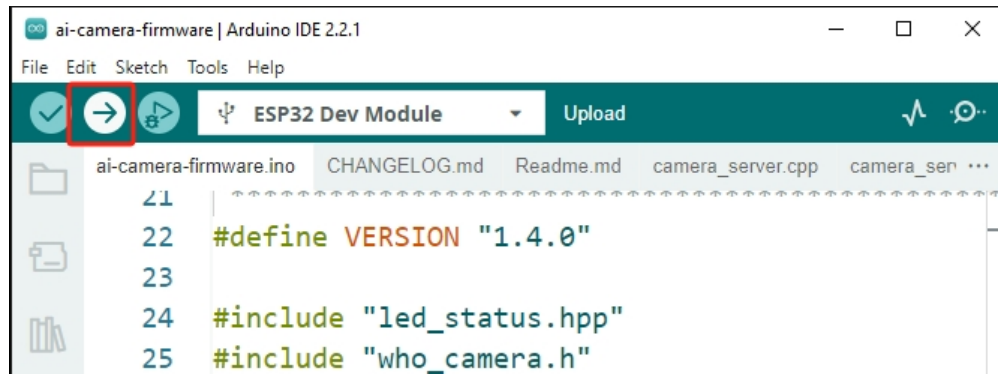 ai-camera-firmware | Arduino IDE 2.2.1
File Edit Sketch Tools Help
ESP32 Dev Module Upload
ai-camera-firmware.ino CHANGELOG.md Readme.md camera_server.cpp camera_ser ...
21
22 #define VERSION "1.4.0"
23
24 #include "led_status.hpp"
25 #include "who_camera.h"